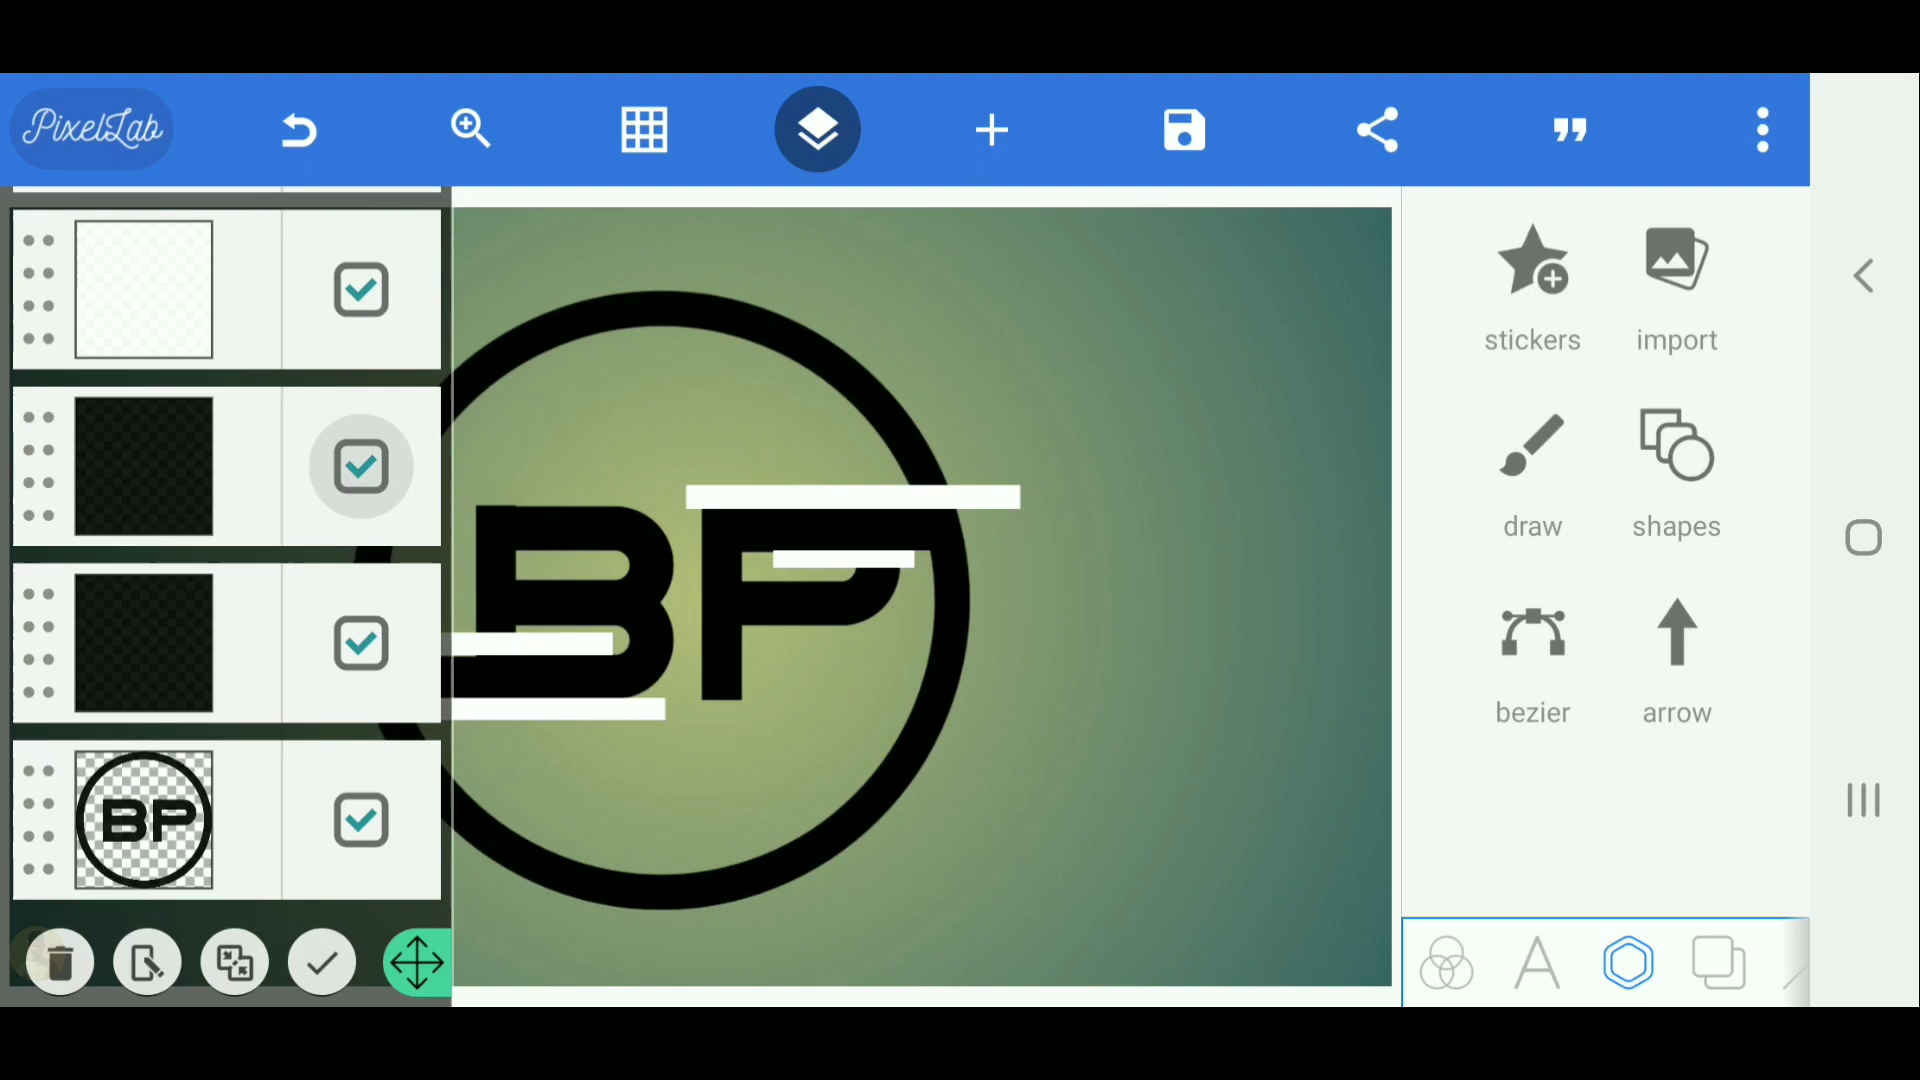 PixelLab
stickers
import
BP
draw
shapes
bezier
arrow
BP